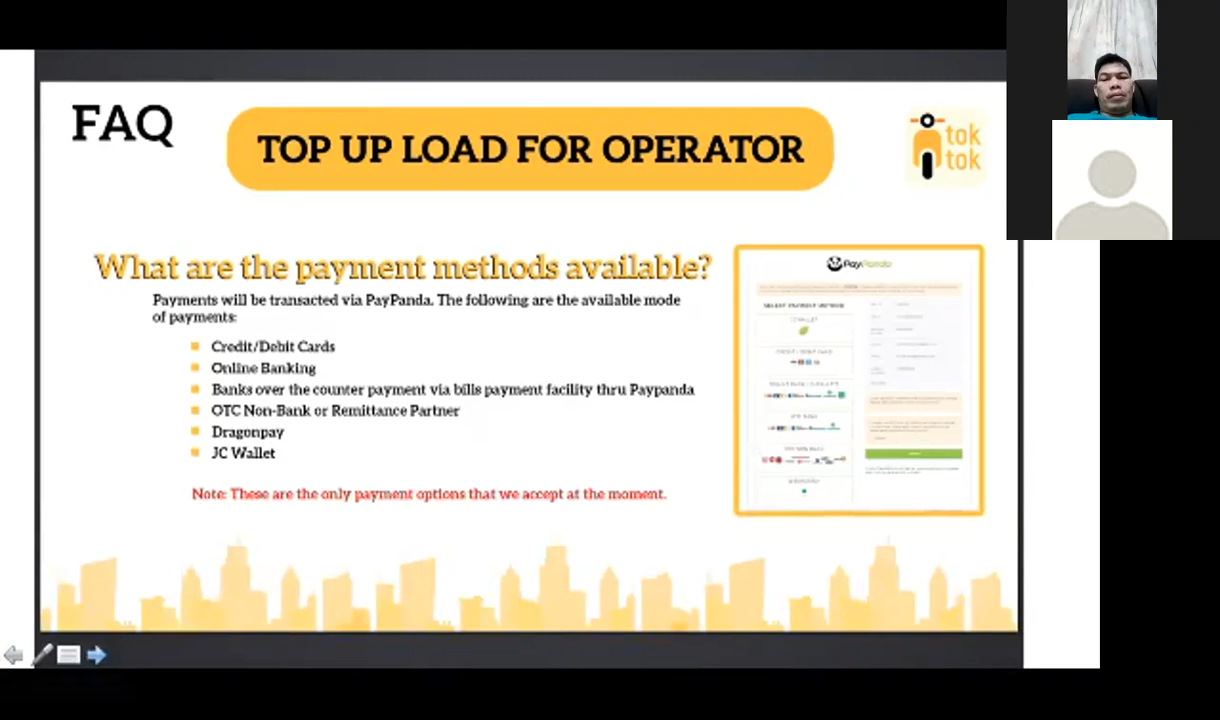 FAQ
TOP UP LOAD FOR OPERATOR
tok
tok
What are the payment methods available?
Payments will be transacted via PayPanda. The following are the available mode
of payments:
Credit/Debit Cards
Online Banking
Banks over the counter payment via bills payment facility thru Paypanda
OTC Non-Bank or Remittance Partner
Dragonpay
JC Wallet
Note: These are the only payment options that we accept at the moment.
PayPanda
SELECT PAYMENT METHOD